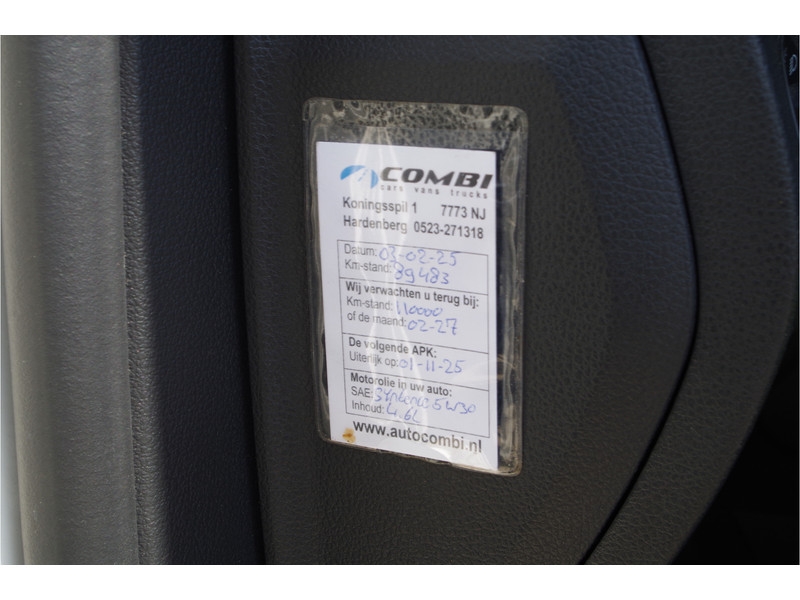 COMBI
cars vans trucks
Koningsspil 1 7773 NJ
Hardenberg 0523-271318
Datum: 03-02-25
Km-stand: 89483
Wij verwachten u terug bij:
Km-stand: 110000
of de maand: 02-27
De volgende APK:
Uiterlijk op: 01-11-25
Motorolie in uw auto:
SAE: 5W30
Inhoud: 4.6L
www.autocombi.nl